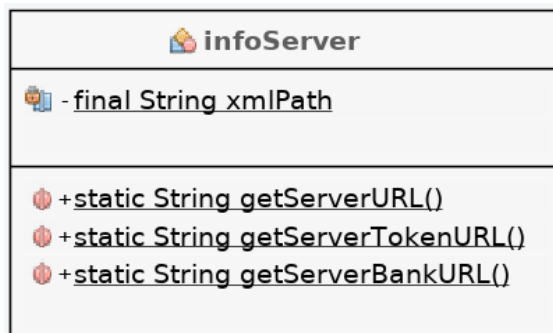 infoServer
- final String xmlPath
+static String getServerURL()
+static String getServerTokenURL()
+static String getServerBankURL()